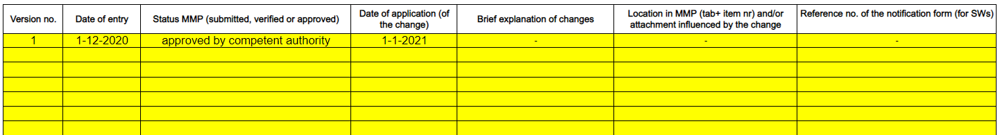 Version no. Date of entry Status MMP (submitted, verified or approved) Date of application (of the change) Brief explanation of changes Location in MMP (tab+ item nr) and/or attachment influenced by the change Reference no. of the notification form (for SWs)
1 1-12-2020 approved by competent authority 1-1-2021 - - -